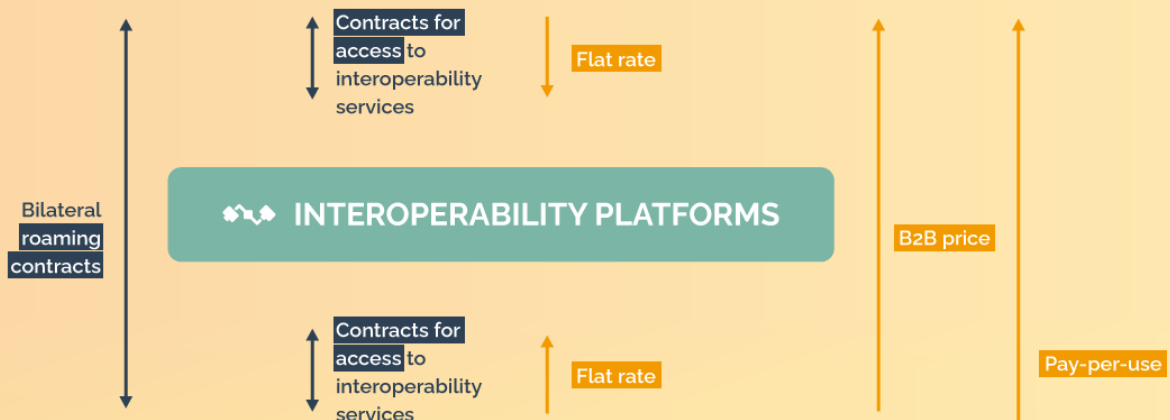 Contracts for
access to
interoperability
services
Flat rate
INTEROPERABILITY PLATFORMS
Bilateral
roaming
contracts
B2B price
Pay-per-use
Contracts for
access to
interoperability
services
Flat rate